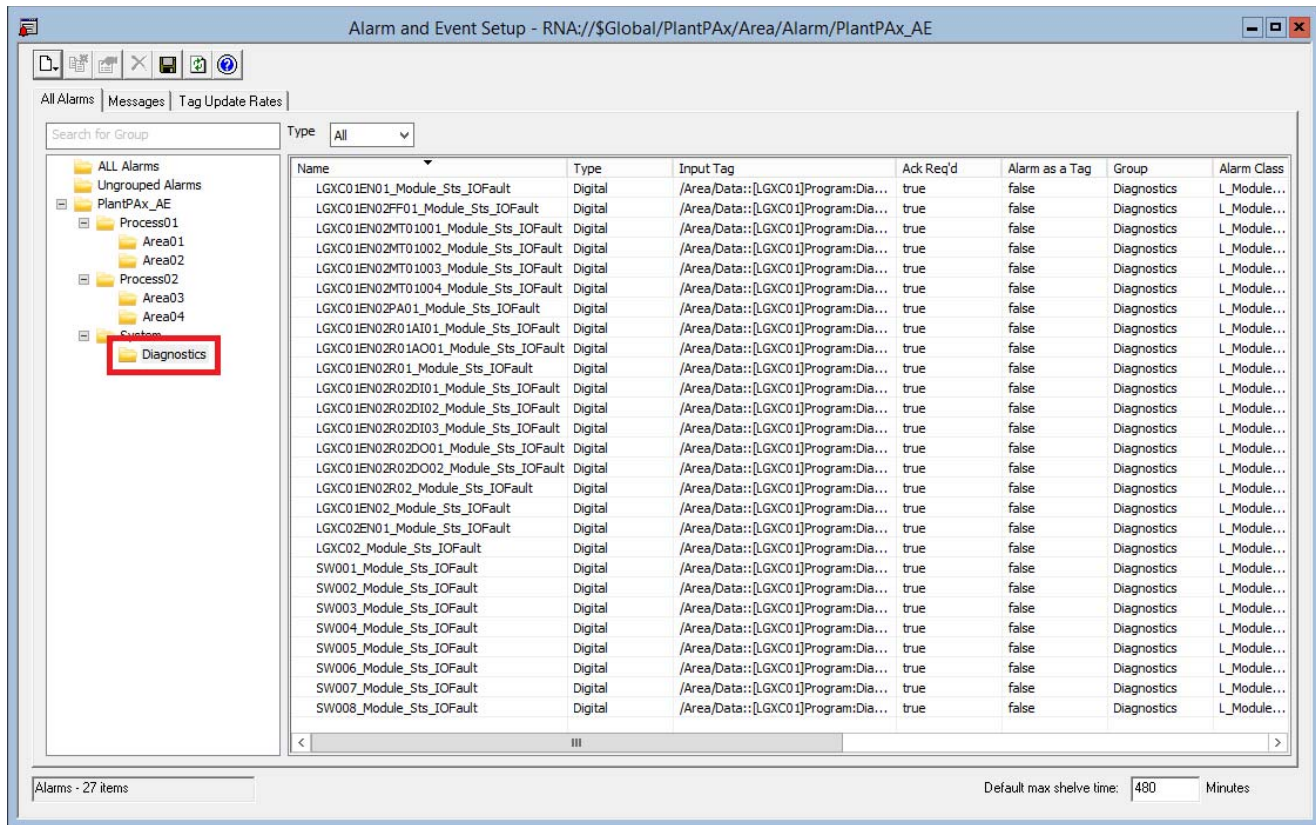 Alarm and Event Setup - RNA://$Global/PlantPAx/Area/Alarm/PlantPAx_AE
All Alarms Messages Tag Update Rates
Search for Group Type All
ALL Alarms
Ungrouped Alarms
PlantPAx_AE
Process01
Area01
Area02
Process02
Area03
Area04
System
Diagnostics
Name Type Input Tag Ack Req'd Alarm as a Tag Group Alarm Class
LGXC01EN01_Module_Sts_IOFault Digital /Area/Data::[LGXC01]Program:Dia... true false Diagnostics L_Module...
LGXC01EN02FF01_Module_Sts_IOFault Digital /Area/Data::[LGXC01]Program:Dia... true false Diagnostics L_Module...
LGXC01EN02MT01001_Module_Sts_IOFault Digital /Area/Data::[LGXC01]Program:Dia... true false Diagnostics L_Module...
LGXC01EN02MT01002_Module_Sts_IOFault Digital /Area/Data::[LGXC01]Program:Dia... true false Diagnostics L_Module...
LGXC01EN02MT01003_Module_Sts_IOFault Digital /Area/Data::[LGXC01]Program:Dia... true false Diagnostics L_Module...
LGXC01EN02MT01004_Module_Sts_IOFault Digital /Area/Data::[LGXC01]Program:Dia... true false Diagnostics L_Module...
LGXC01EN02PA01_Module_Sts_IOFault Digital /Area/Data::[LGXC01]Program:Dia... true false Diagnostics L_Module...
LGXC01EN02R01AI01_Module_Sts_IOFault Digital /Area/Data::[LGXC01]Program:Dia... true false Diagnostics L_Module...
LGXC01EN02R01AO01_Module_Sts_IOFault Digital /Area/Data::[LGXC01]Program:Dia... true false Diagnostics L_Module...
LGXC01EN02R01_Module_Sts_IOFault Digital /Area/Data::[LGXC01]Program:Dia... true false Diagnostics L_Module...
LGXC01EN02R02DI01_Module_Sts_IOFault Digital /Area/Data::[LGXC01]Program:Dia... true false Diagnostics L_Module...
LGXC01EN02R02DI02_Module_Sts_IOFault Digital /Area/Data::[LGXC01]Program:Dia... true false Diagnostics L_Module...
LGXC01EN02R02DI03_Module_Sts_IOFault Digital /Area/Data::[LGXC01]Program:Dia... true false Diagnostics L_Module...
LGXC01EN02R02DO01_Module_Sts_IOFault Digital /Area/Data::[LGXC01]Program:Dia... true false Diagnostics L_Module...
LGXC01EN02R02DO02_Module_Sts_IOFault Digital /Area/Data::[LGXC01]Program:Dia... true false Diagnostics L_Module...
LGXC01EN02R02_Module_Sts_IOFault Digital /Area/Data::[LGXC01]Program:Dia... true false Diagnostics L_Module...
LGXC01EN02_Module_Sts_IOFault Digital /Area/Data::[LGXC01]Program:Dia... true false Diagnostics L_Module...
LGXC02EN01_Module_Sts_IOFault Digital /Area/Data::[LGXC01]Program:Dia... true false Diagnostics L_Module...
LGXC02_Module_Sts_IOFault Digital /Area/Data::[LGXC01]Program:Dia... true false Diagnostics L_Module...
SW001_Module_Sts_IOFault Digital /Area/Data::[LGXC01]Program:Dia... true false Diagnostics L_Module...
SW002_Module_Sts_IOFault Digital /Area/Data::[LGXC01]Program:Dia... true false Diagnostics L_Module...
SW003_Module_Sts_IOFault Digital /Area/Data::[LGXC01]Program:Dia... true false Diagnostics L_Module...
SW004_Module_Sts_IOFault Digital /Area/Data::[LGXC01]Program:Dia... true false Diagnostics L_Module...
SW005_Module_Sts_IOFault Digital /Area/Data::[LGXC01]Program:Dia... true false Diagnostics L_Module...
SW006_Module_Sts_IOFault Digital /Area/Data::[LGXC01]Program:Dia... true false Diagnostics L_Module...
SW007_Module_Sts_IOFault Digital /Area/Data::[LGXC01]Program:Dia... true false Diagnostics L_Module...
SW008_Module_Sts_IOFault Digital /Area/Data::[LGXC01]Program:Dia... true false Diagnostics L_Module...
Alarms - 27 items Default max shelve time: 480 Minutes